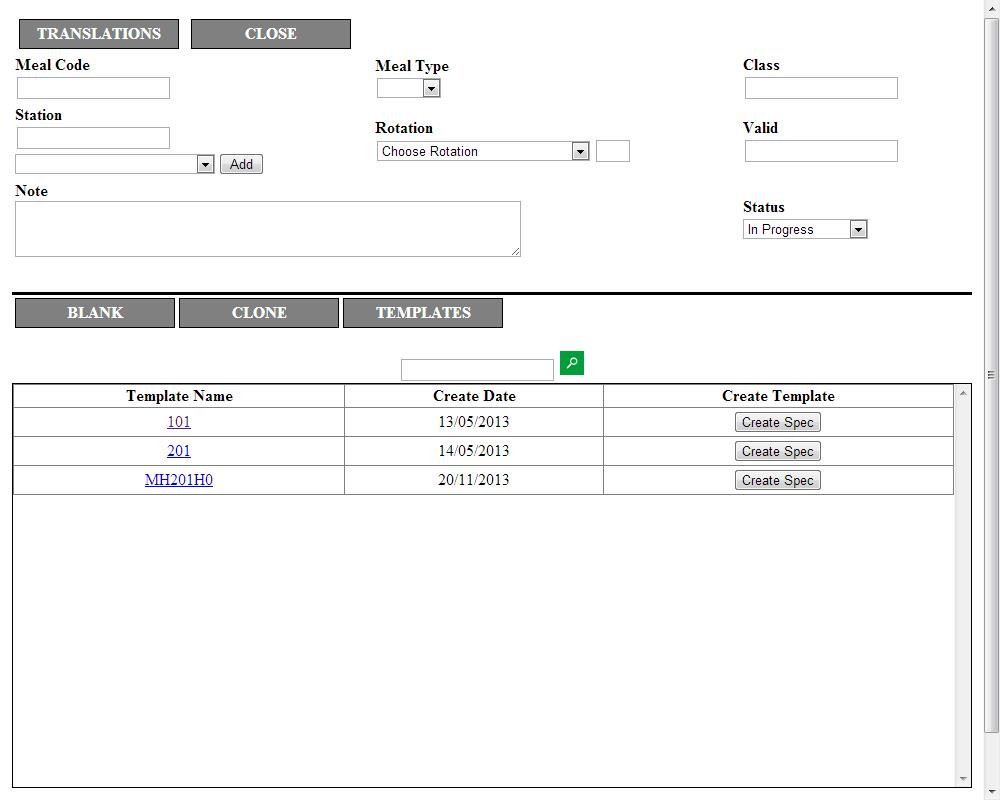 TRANSLATIONS CLOSE
Meal Code Meal Type Class
Station
Rotation Valid
Choose Rotation
Add
Note
Status
In Progress
BLANK CLONE TEMPLATES
Template Name Create Date Create Template
101 13/05/2013 Create Spec
201 14/05/2013 Create Spec
MH201H0 20/11/2013 Create Spec